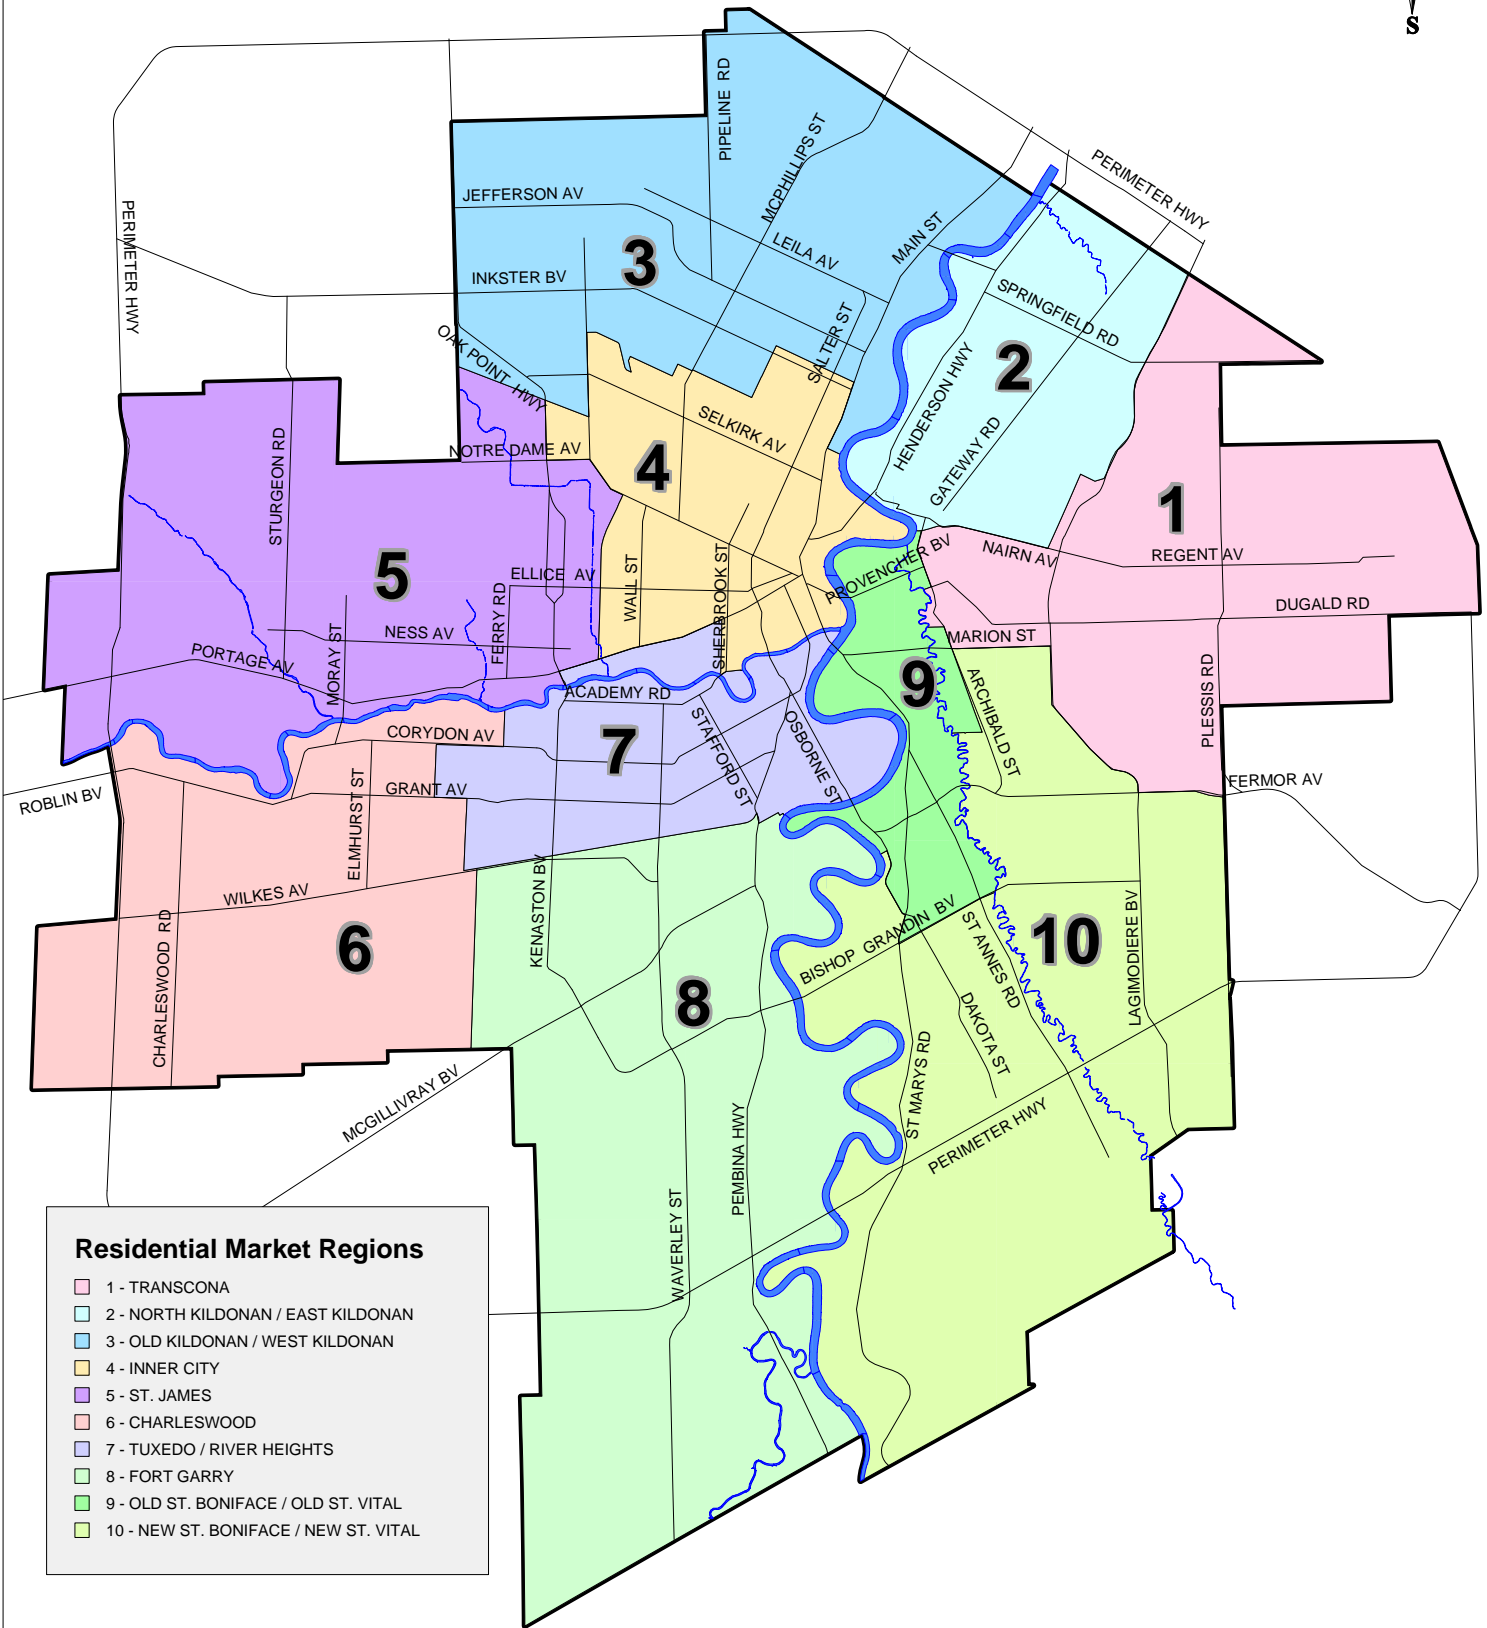 S
PIPELINE RD
MCPHILLIPS ST
PERIMETER HWY
JEFFERSON AV
PERIMETER HWY
LEILA AV
MAIN ST
3
INKSTER BV
SPRINGFIELD RD
OAK POINT HWY
SALTER ST
2
HENDERSON HWY
SELKIRK AV
GATEWAY RD
NOTRE DAME AV
STURGEON RD
4
1
5
ELLICE AV
WALL ST
SHERBROOK ST
PROVENCHER BV
NAIRN AV
REGENT AV
FERRY RD
DUGALD RD
NESS AV
MORAY ST
MARION ST
PORTAGE AV
PLESSIS RD
9
ARCHIBALD ST
ACADEMY RD
STAFFORD ST
OSBORNE ST
CORYDON AV
7
GRANT AV
FERMOR AV
ROBLIN BV
ELMHURST ST
WILKES AV
KENASTON BV
BISHOP GRANDIN BV
ST ANNES RD
10
LAGIMODIERE BV
CHARLESWOOD RD
6
8
DAKOTA ST
ST MARYS RD
MCGILLIVRAY BV
PERIMETER HWY
PEMBINA HWY
WAVERLEY ST
Residential Market Regions
1 - TRANSCONA
2 - NORTH KILDONAN / EAST KILDONAN
3 - OLD KILDONAN / WEST KILDONAN
4 - INNER CITY
5 - ST. JAMES
6 - CHARLESWOOD
7 - TUXEDO / RIVER HEIGHTS
8 - FORT GARRY
9 - OLD ST. BONIFACE / OLD ST. VITAL
10 - NEW ST. BONIFACE / NEW ST. VITAL